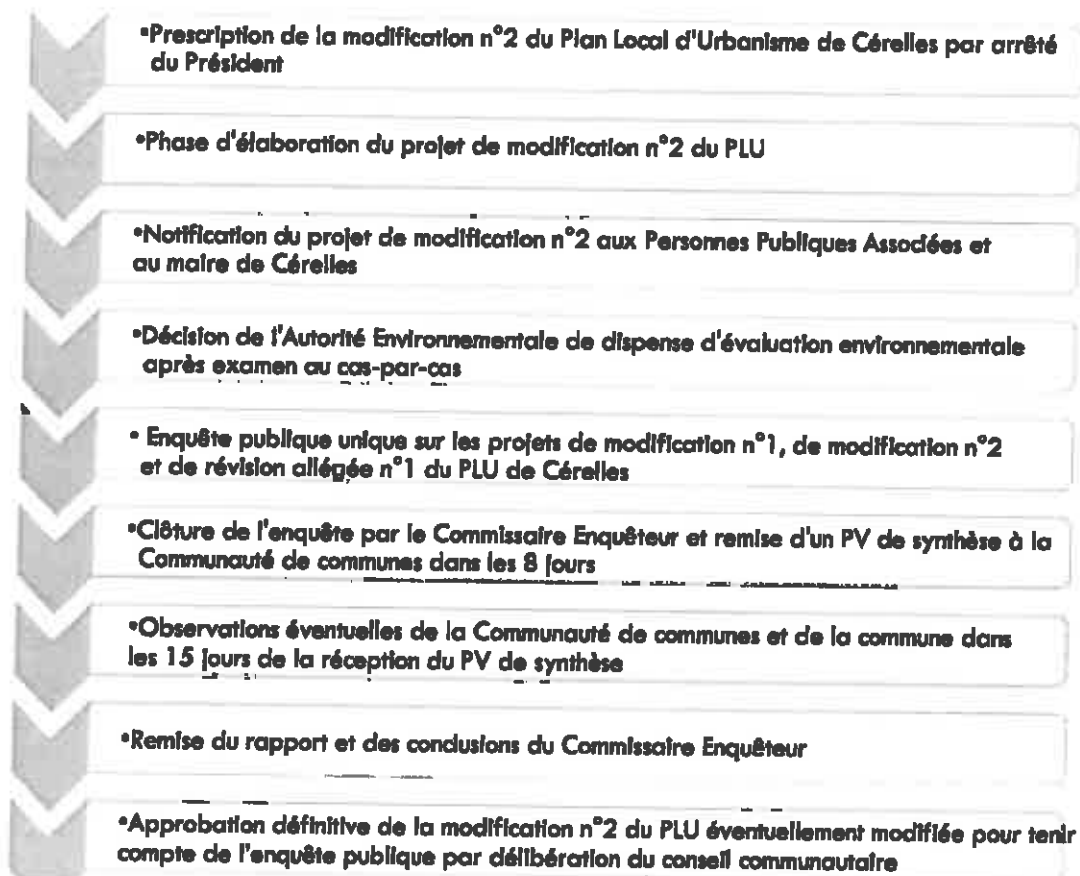 •Prescription de la modification n°2 du Plan Local d'Urbanisme de Cérelles par arrêté
du Président
•Phase d'élaboration du projet de modification n°2 du PLU
•Notification du projet de modification n°2 aux Personnes Publiques Associées et
au maire de Cérelles
•Décision de l'Autorité Environnementale de dispense d'évaluation environnementale
après examen au cas-par-cas
• Enquête publique unique sur les projets de modification n°1, de modification n°2
et de révision allégée n°1 du PLU de Cérelles
•Clôture de l'enquête par le Commissaire Enquêteur et remise d'un PV de synthèse à la
Communauté de communes dans les 8 jours
•Observations éventuelles de la Communauté de communes et de la commune dans
les 15 jours de la réception du PV de synthèse
•Remise du rapport et des conclusions du Commissaire Enquêteur
•Approbation définitive de la modification n°2 du PLU éventuellement modifiée pour tenir
compte de l'enquête publique par délibération du conseil communautaire